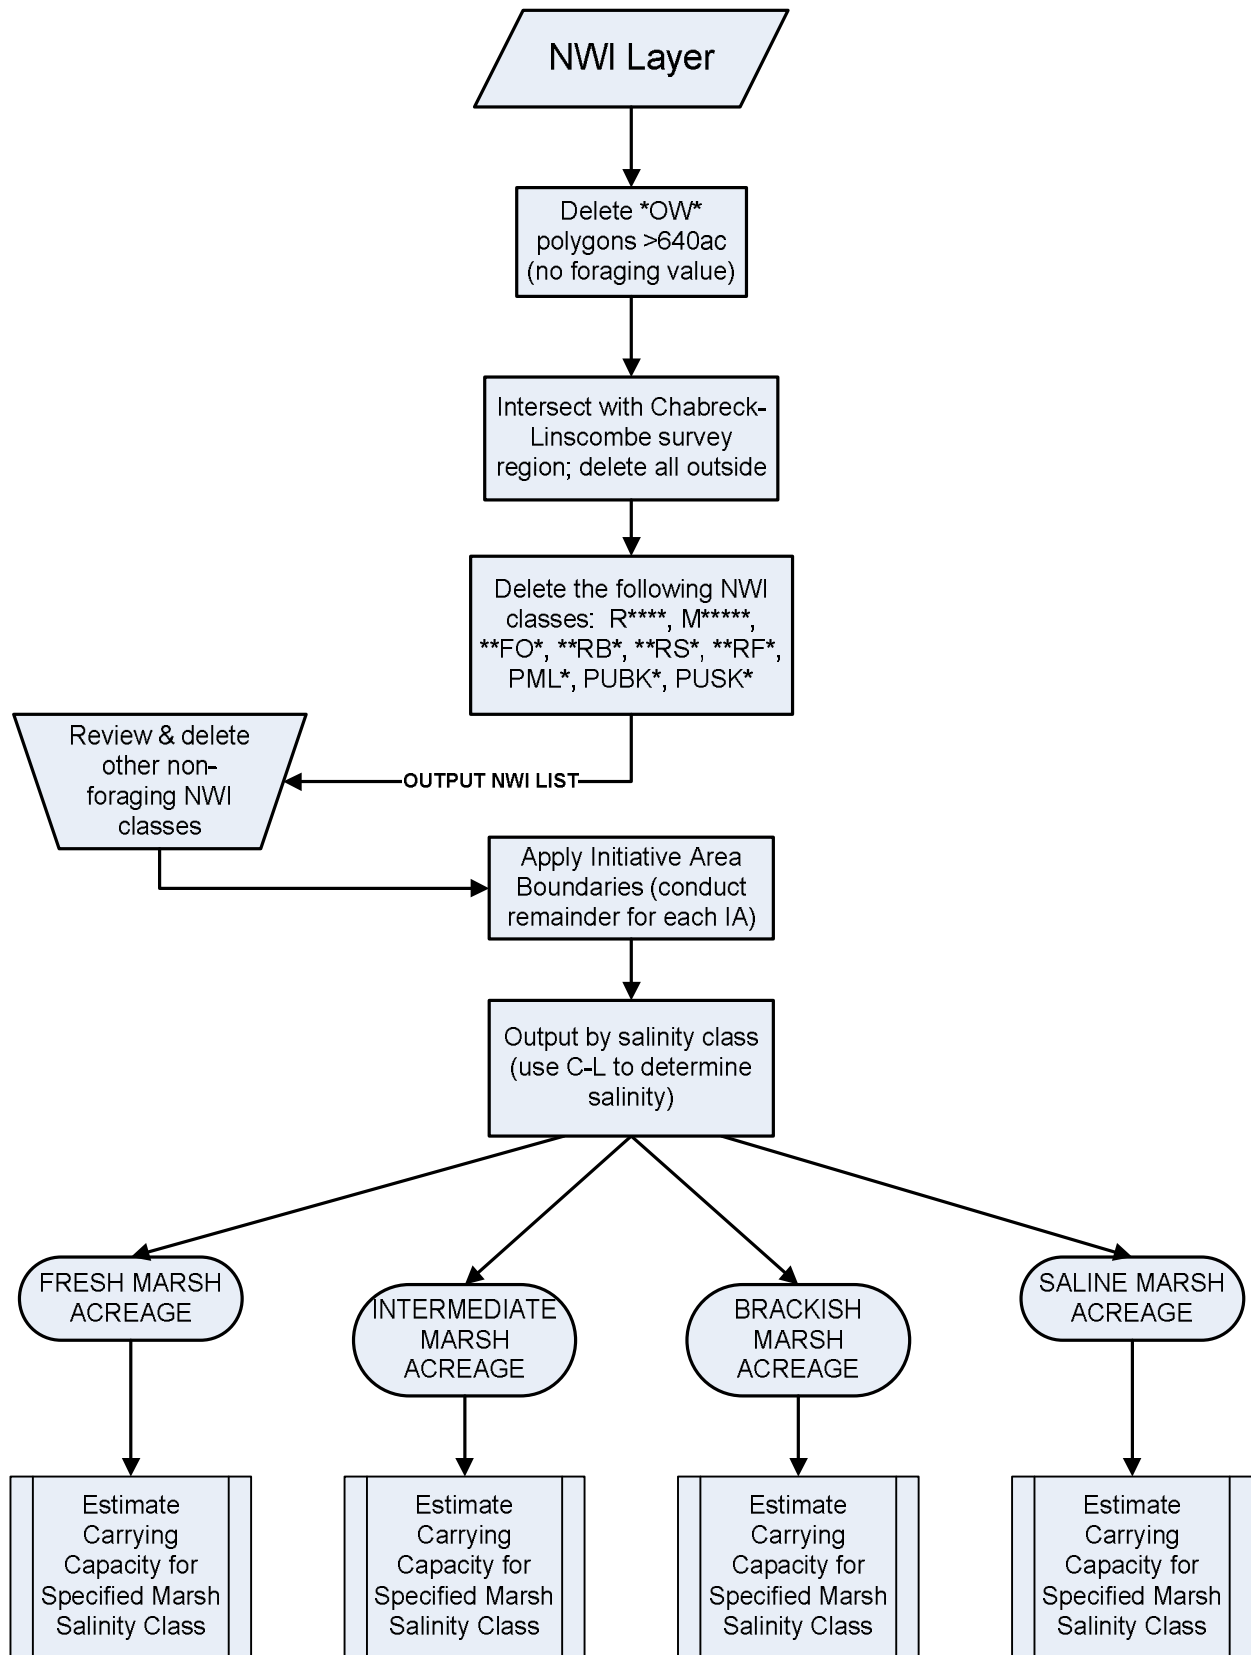 NWI Layer
Delete *OW*
polygons >640ac
(no foraging value)
Intersect with Chabreck-
Linscombe survey
region; delete all outside
Delete the following NWI
classes:  R****, M*****,
**FO*, **RB*, **RS*, **RF*,
PML*, PUBK*, PUSK*
OUTPUT NWI LIST
Review & delete
other non-
foraging NWI
classes
Apply Initiative Area
Boundaries (conduct
remainder for each IA)
Output by salinity class
(use C-L to determine
salinity)
FRESH MARSH
ACREAGE
INTERMEDIATE
MARSH
ACREAGE
BRACKISH
MARSH
ACREAGE
SALINE MARSH
ACREAGE
Estimate
Carrying
Capacity for
Specified Marsh
Salinity Class
Estimate
Carrying
Capacity for
Specified Marsh
Salinity Class
Estimate
Carrying
Capacity for
Specified Marsh
Salinity Class
Estimate
Carrying
Capacity for
Specified Marsh
Salinity Class